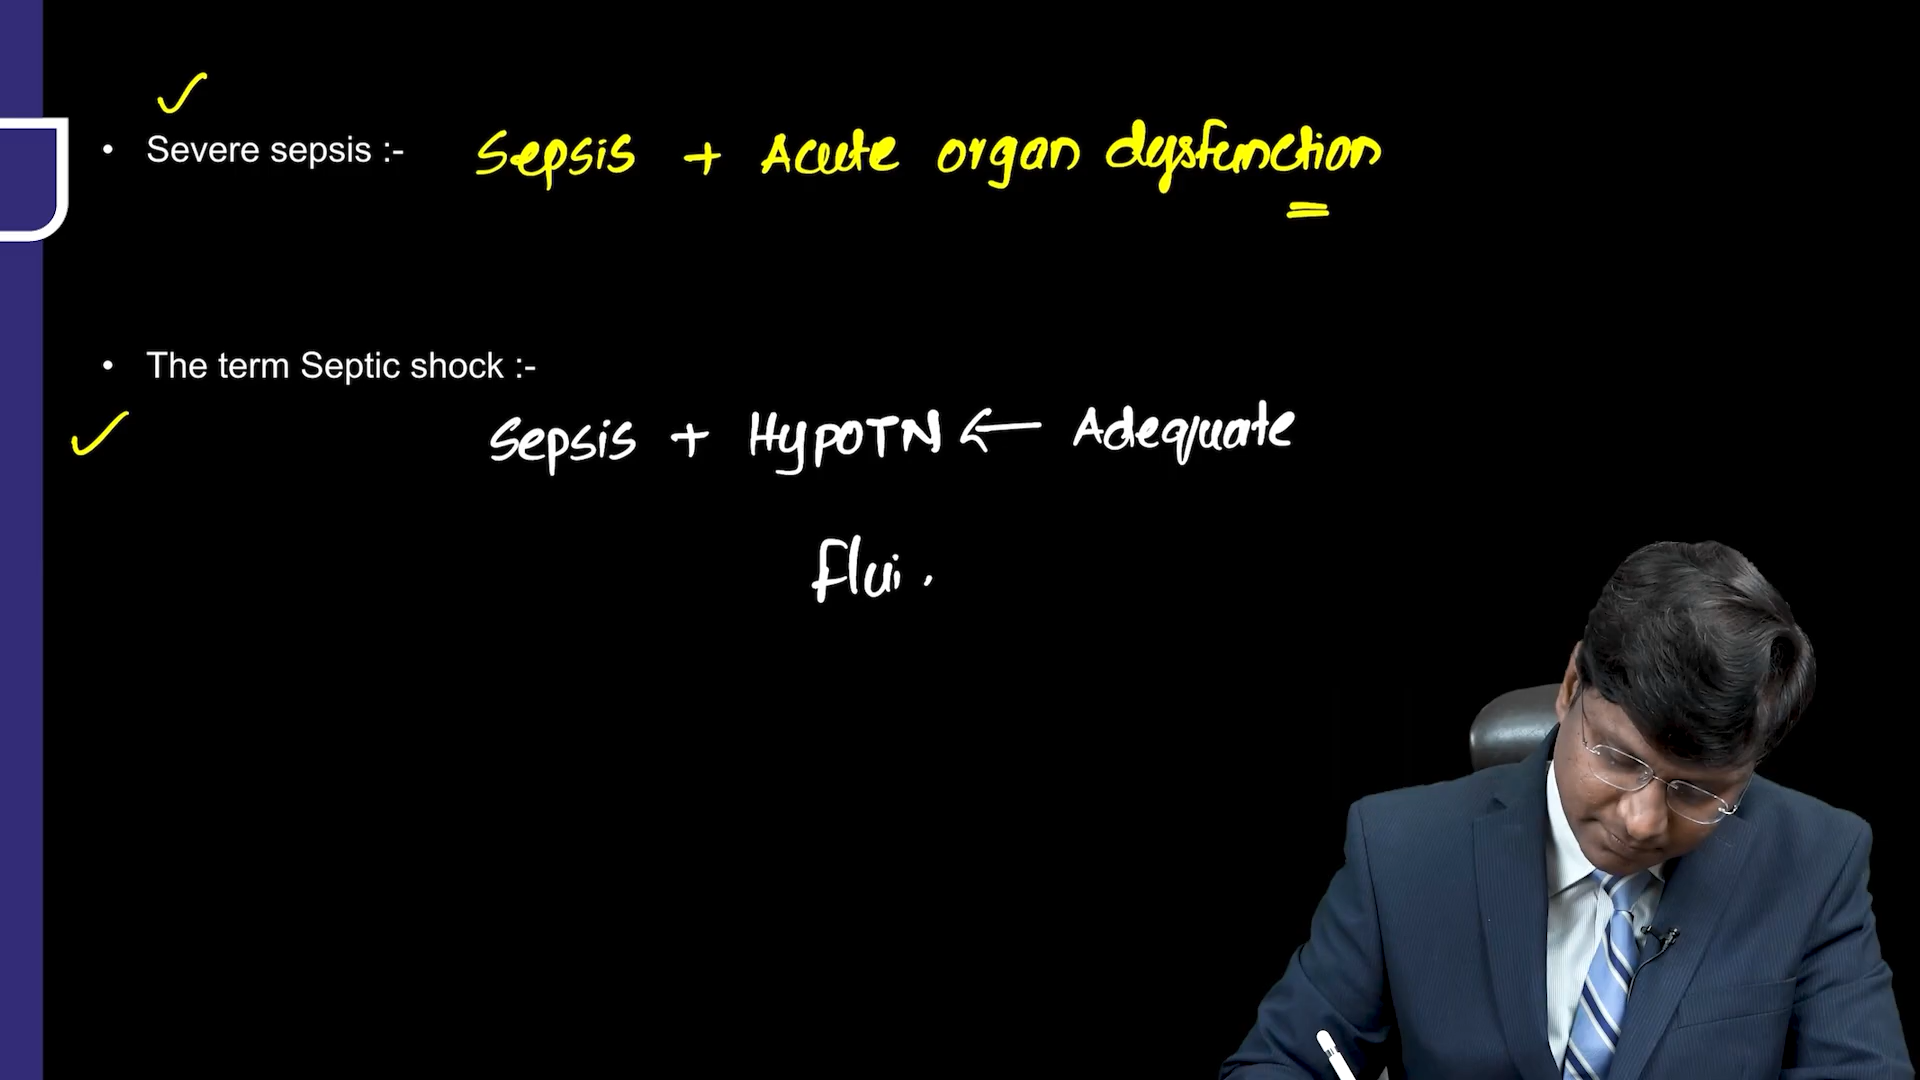 • Severe sepsis :- Sepsis + Acute organ dysfunction
• The term Septic shock :-
Sepsis + HypoTN ← Adequate
flui